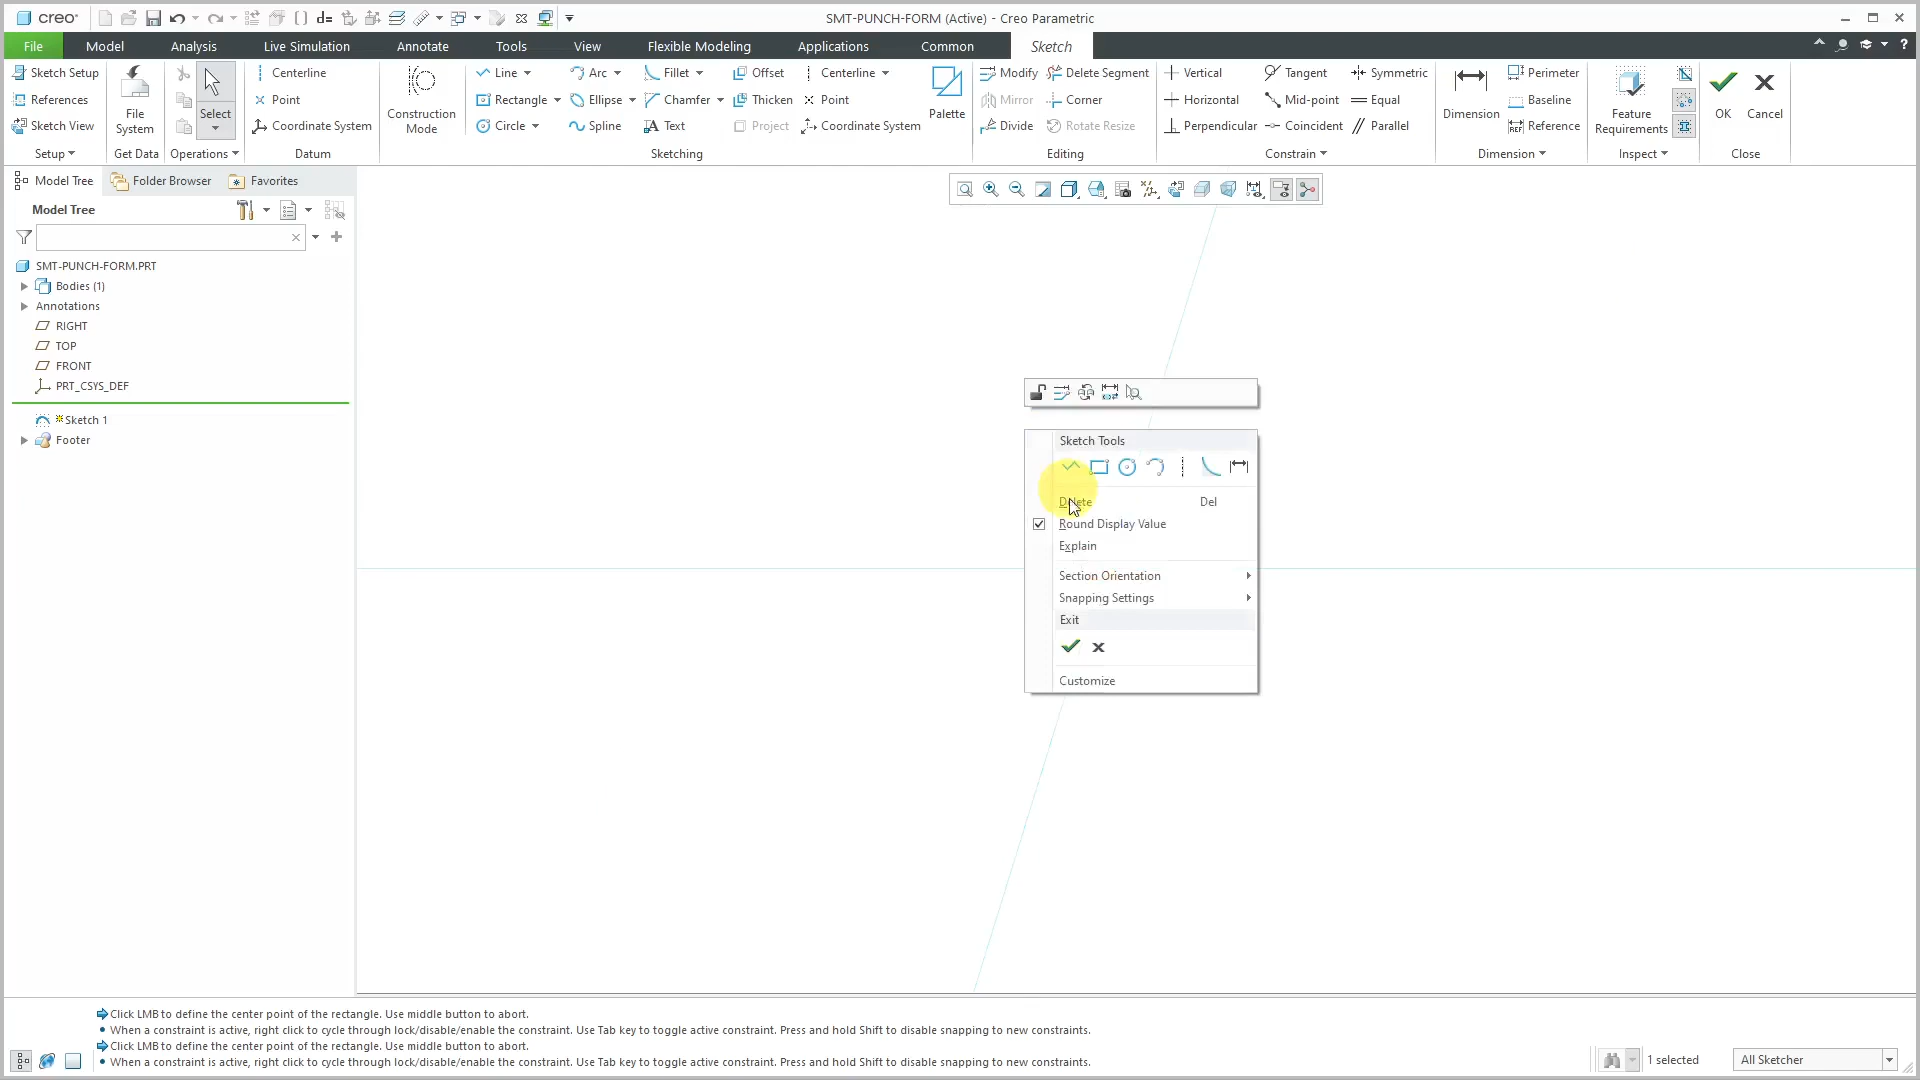 creo
SMT-PUNCH-FORM (Active) - Creo Parametric
File
Model
Analysis
Live Simulation
Annotate
Tools
View
Flexible Modeling
Applications
Common
Sketch
Sketch Setup
References
Sketch View
Setup
File System
Get Data
Select
Operations
Centerline
Point
Coordinate System
Datum
Construction Mode
Line
Rectangle
Circle
Arc
Ellipse
Spline
Fillet
Chamfer
Text
Offset
Thicken
Project
Centerline
Point
Coordinate System
Palette
Sketching
Modify
Mirror
Divide
Delete Segment
Corner
Rotate Resize
Editing
Vertical
Horizontal
Perpendicular
Tangent
Mid-point
Coincident
Symmetric
Equal
Parallel
Constrain
Dimension
Perimeter
Baseline
REF Reference
Dimension
Feature Requirements
Inspect
OK
Cancel
Close
Model Tree
Folder Browser
Favorites
Model Tree
SMT-PUNCH-FORM.PRT
Bodies (1)
Annotations
RIGHT
TOP
FRONT
PRT_CSYS_DEF
Sketch 1
Footer
Sketch Tools
Delete Del
Round Display Value
Explain
Section Orientation
Snapping Settings
Exit
Customize
Click LMB to define the center point of the rectangle. Use middle button to abort.
When a constraint is active, right click to cycle through lock/disable/enable the constraint. Use Tab key to toggle active constraint. Press and hold Shift to disable snapping to new constraints.
Click LMB to define the center point of the rectangle. Use middle button to abort.
When a constraint is active, right click to cycle through lock/disable/enable the constraint. Use Tab key to toggle active constraint. Press and hold Shift to disable snapping to new constraints.
1 selected
All Sketcher